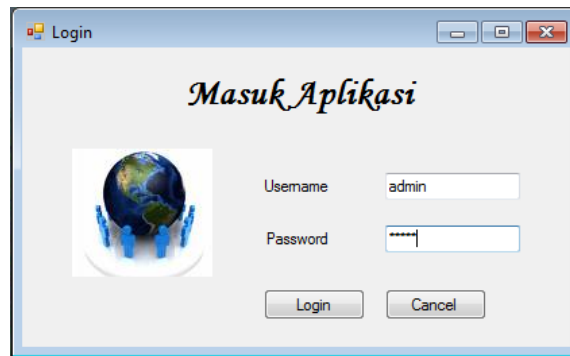 Login
Masuk Aplikasi
Username admin
Password *****
Login Cancel